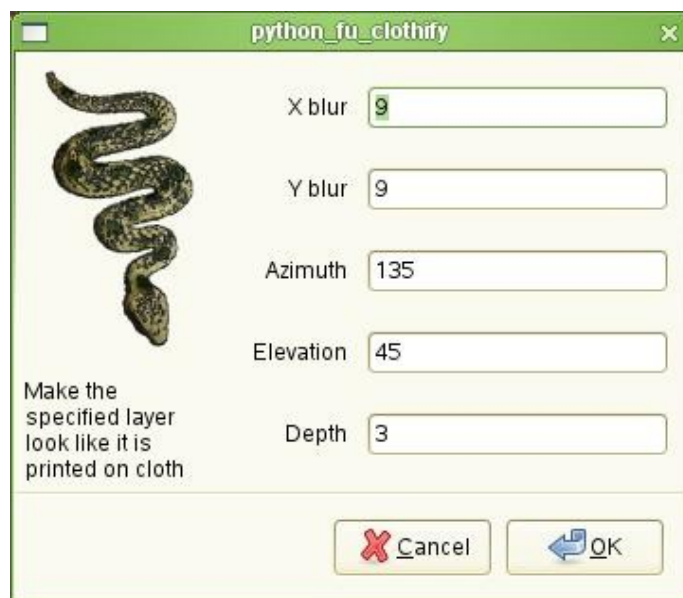 python_fu_clothify
X blur 9
Y blur 9
Azimuth 135
Elevation 45
Depth 3
Make the
specified layer
look like it is
printed on cloth
Cancel OK